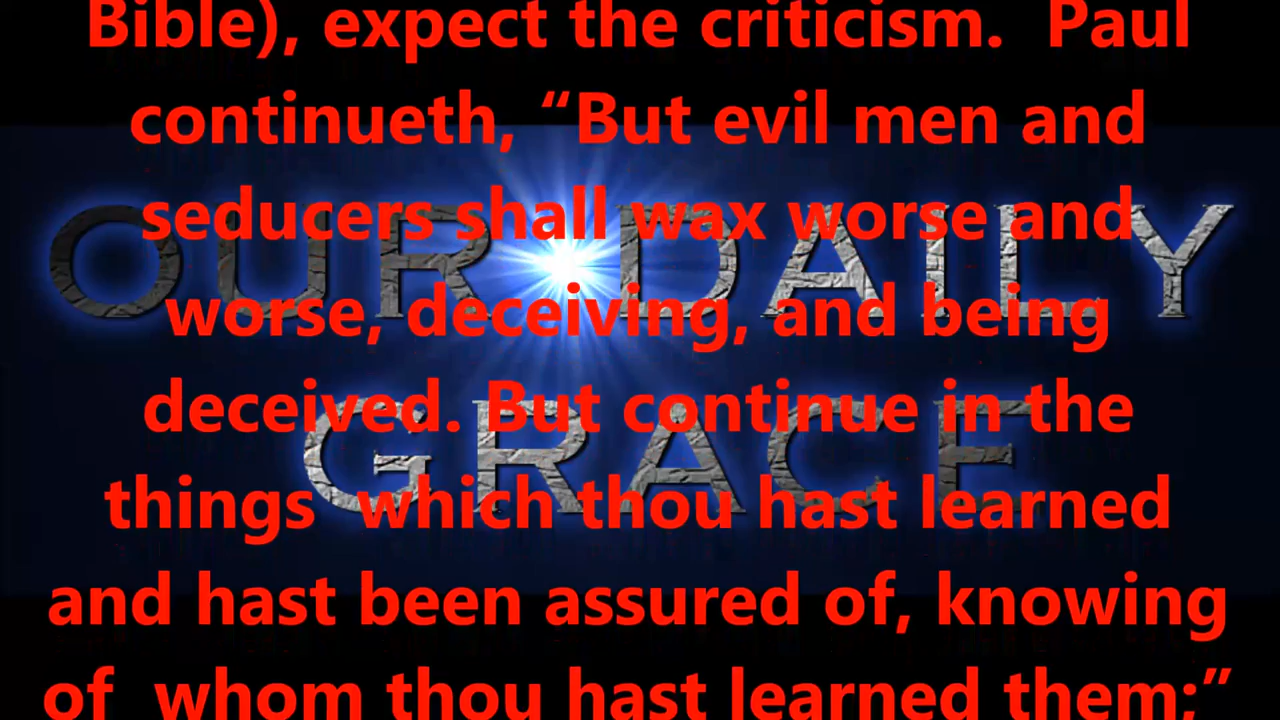 Bible), expect the criticism.  Paul
continueth, “But evil men and
seducers shall wax worse and
worse, deceiving, and being
deceived. But continue in the
things  which thou hast learned
and hast been assured of, knowing
of  whom thou hast learned them;”
OUR DAILY
GRACE